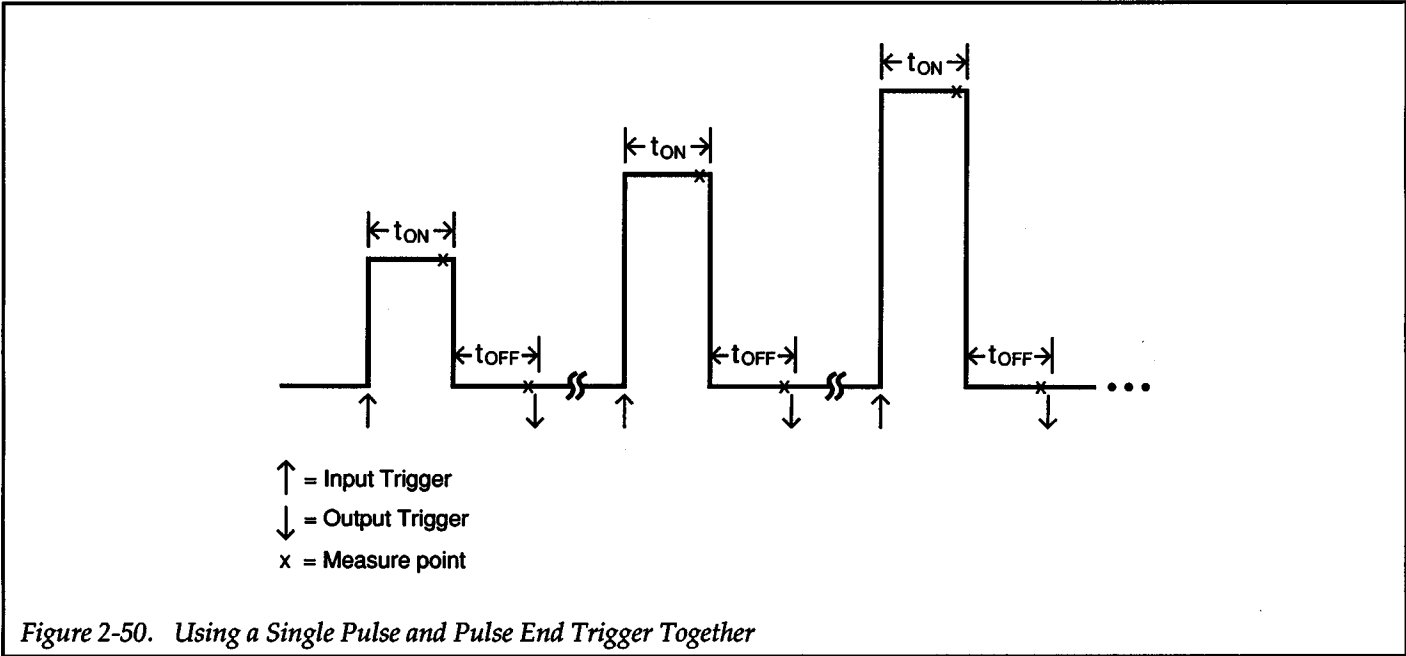 tON
tON
tON
tOFF
tOFF
tOFF
•••
↑ = Input Trigger
↓ = Output Trigger
x = Measure point
Figure 2-50. Using a Single Pulse and Pulse End Trigger Together